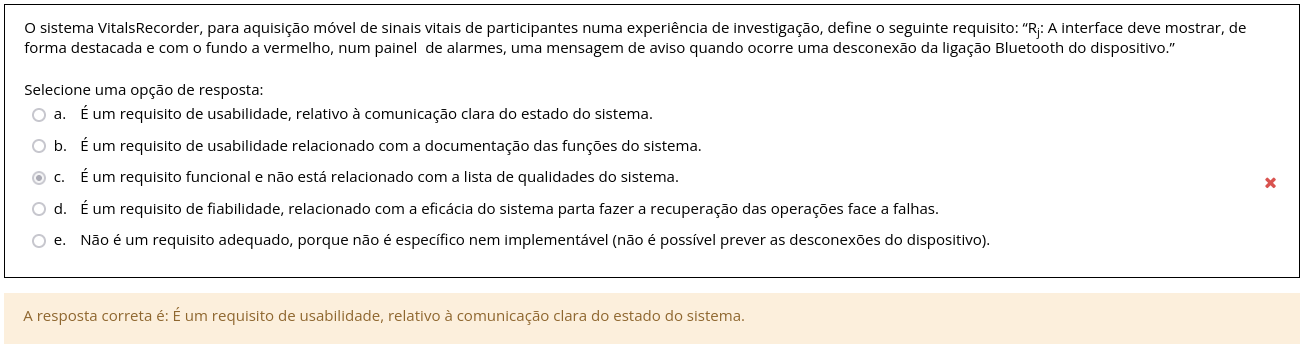 O sistema VitalsRecorder, para aquisição móvel de sinais vitais de participantes numa experiência de investigação, define o seguinte requisito: “Rj: A interface deve mostrar, de
forma destacada e com o fundo a vermelho, num painel  de alarmes, uma mensagem de aviso quando ocorre uma desconexão da ligação Bluetooth do dispositivo.”
Selecione uma opção de resposta:
a. É um requisito de usabilidade, relativo à comunicação clara do estado do sistema.
b. É um requisito de usabilidade relacionado com a documentação das funções do sistema.
c. É um requisito funcional e não está relacionado com a lista de qualidades do sistema.
d. É um requisito de fiabilidade, relacionado com a eficácia do sistema parta fazer a recuperação das operações face a falhas.
e. Não é um requisito adequado, porque não é específico nem implementável (não é possível prever as desconexões do dispositivo).
A resposta correta é: É um requisito de usabilidade, relativo à comunicação clara do estado do sistema.